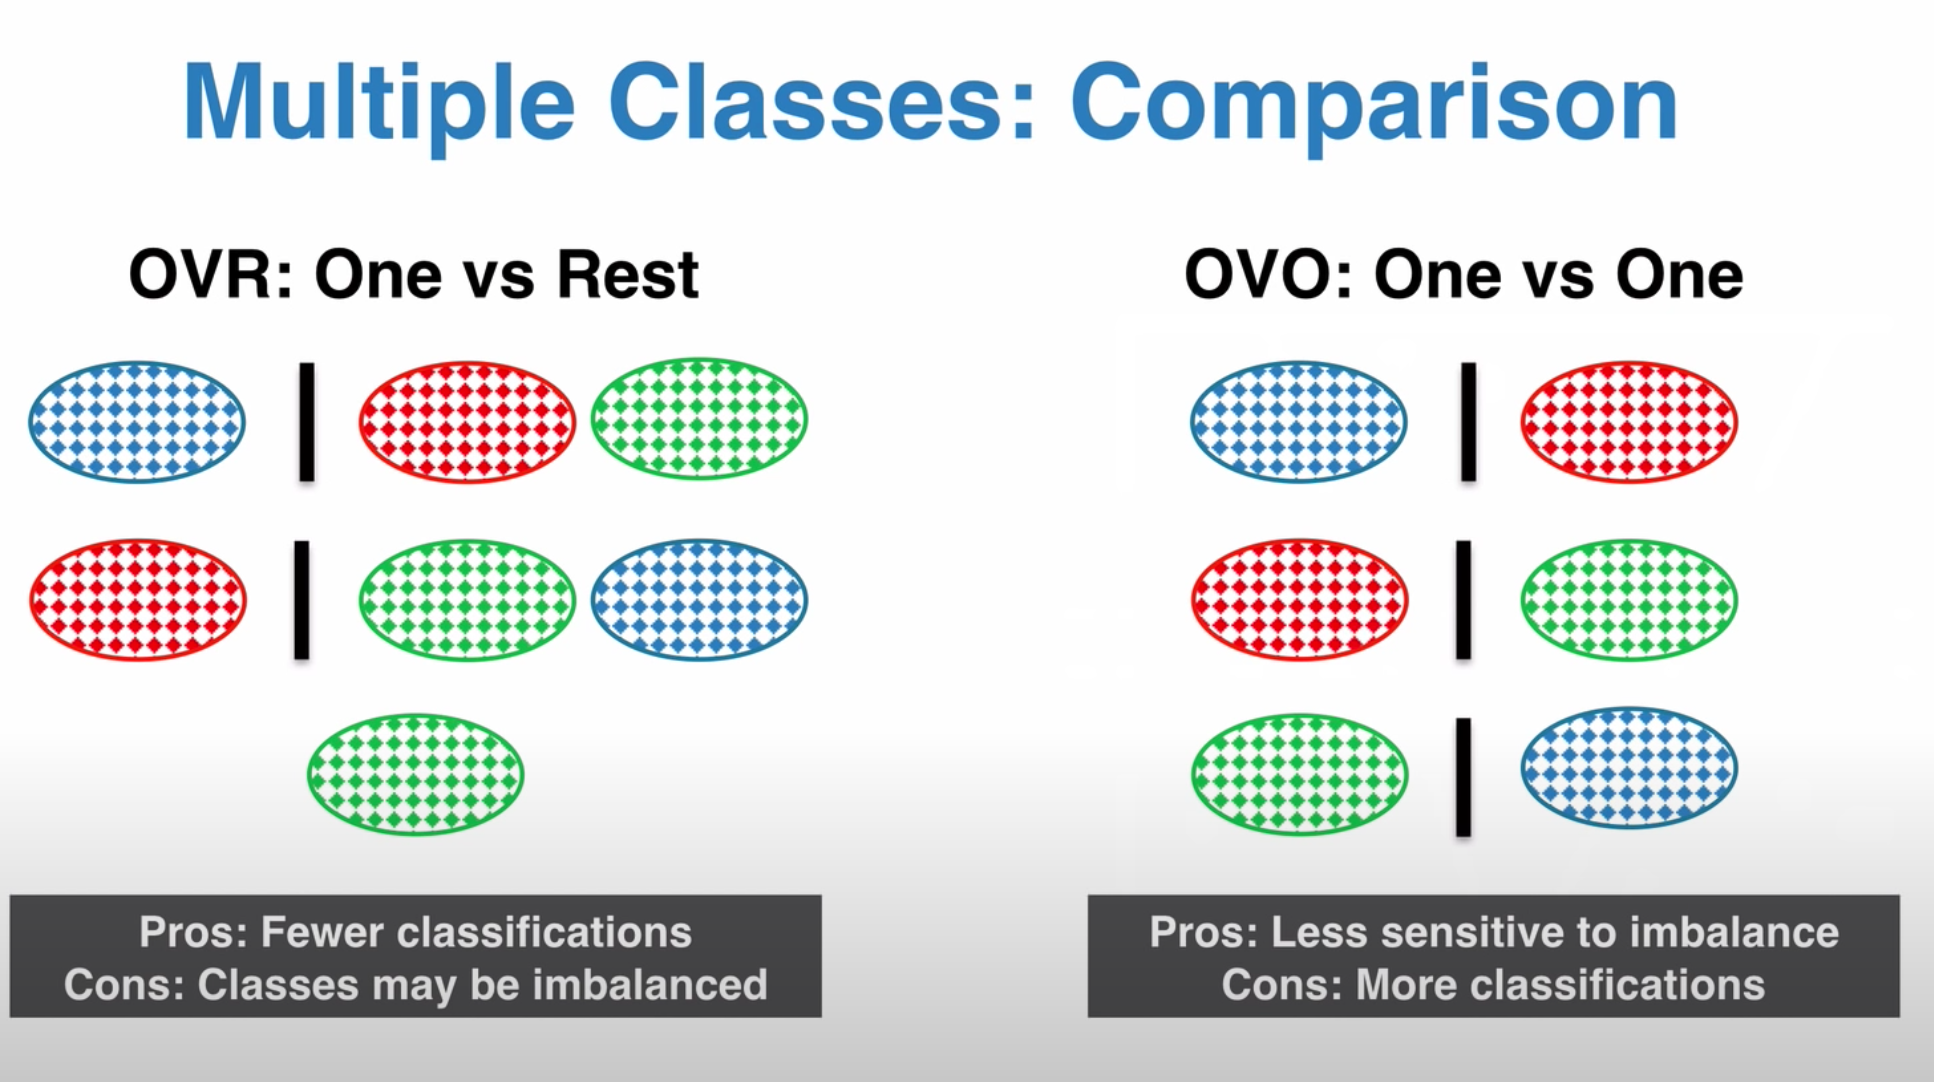 Multiple Classes: Comparison
OVR: One vs Rest
OVO: One vs One
Pros: Fewer classifications
Cons: Classes may be imbalanced
Pros: Less sensitive to imbalance
Cons: More classifications